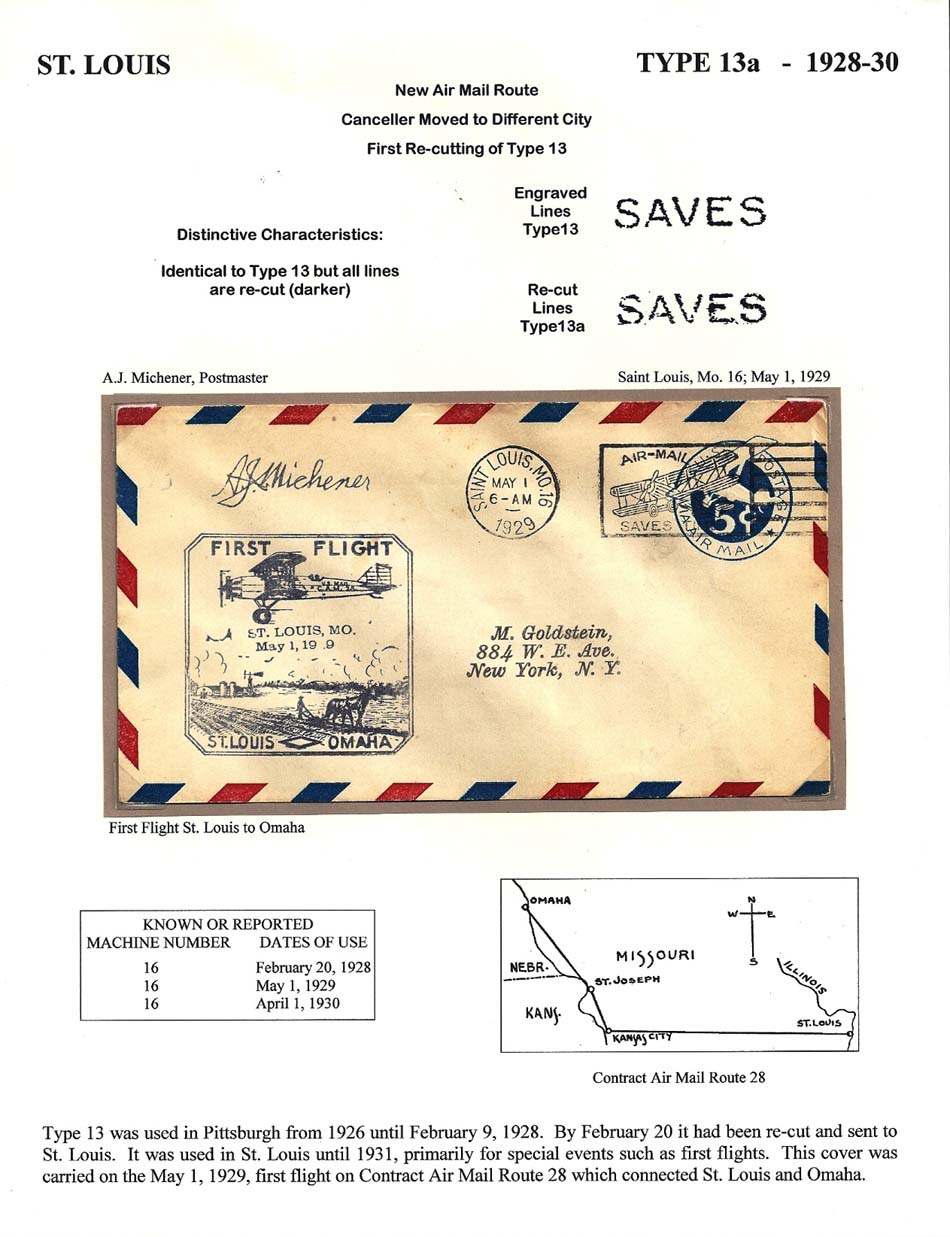 ST. LOUIS
TYPE 13a - 1928-30
New Air Mail Route
Canceller Moved to Different City
First Re-cutting of Type 13
Engraved
Lines
Type13
SAVES
Distinctive Characteristics:
Identical to Type 13 but all lines
are re-cut (darker)
Re-cut
Lines
Type13a
SAVES
A.J. Michener, Postmaster
Saint Louis, Mo. 16; May 1, 1929
A.J. Michener
SAINT LOUIS, MO. 16
MAY 1
6-AM
1929
AIR-MAIL
SAVES
U.S. POSTAGE
5¢
VIA AIR MAIL
FIRST FLIGHT
U.S. MAIL
C.A.M. 28
ST. LOUIS, MO.
May 1, 19 9
ST. LOUIS OMAHA
M. Goldstein,
884 W. E. Ave.
New York, N. Y.
First Flight St. Louis to Omaha
KNOWN OR REPORTED
MACHINE NUMBER DATES OF USE
16 February 20, 1928
16 May 1, 1929
16 April 1, 1930
OMAHA
N
W E
S
MISSOURI
NEBR.
ST. JOSEPH
ILLINOIS
KANS.
ST. LOUIS
KANSAS CITY
Contract Air Mail Route 28
Type 13 was used in Pittsburgh from 1926 until February 9, 1928. By February 20 it had been re-cut and sent to
St. Louis. It was used in St. Louis until 1931, primarily for special events such as first flights. This cover was
carried on the May 1, 1929, first flight on Contract Air Mail Route 28 which connected St. Louis and Omaha.